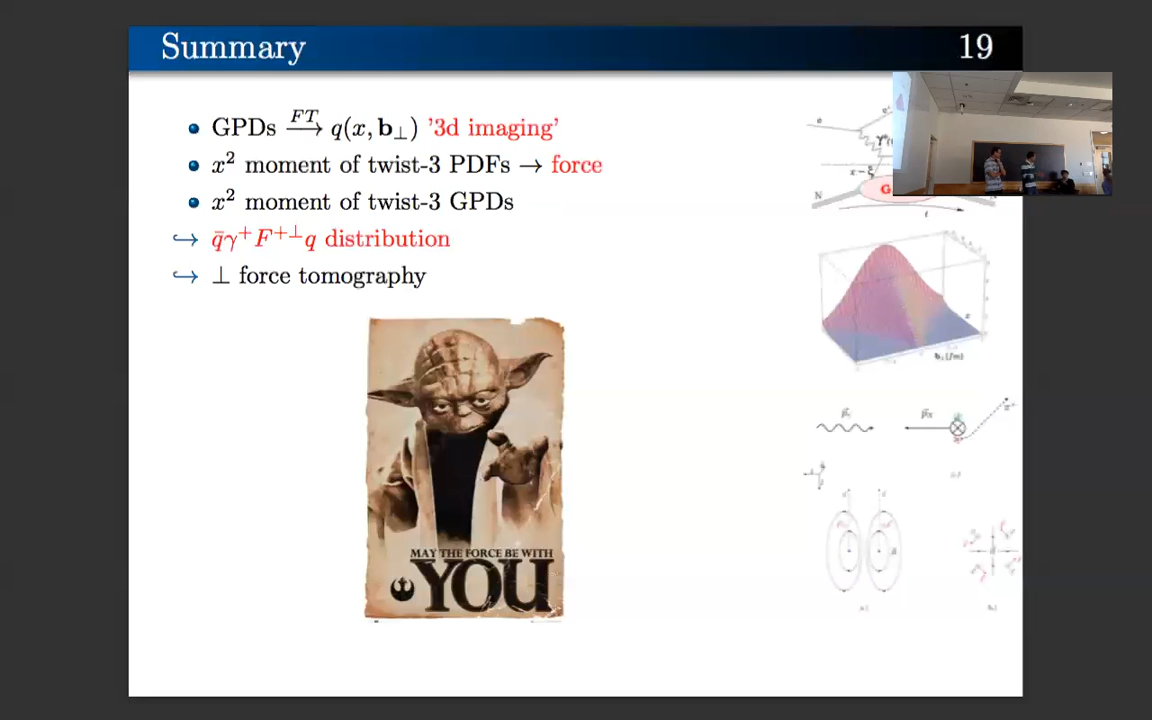 Summary 19
• GPDs FT→ q(x, b⊥) '3d imaging'
• x² moment of twist-3 PDFs → force
• x² moment of twist-3 GPDs
↪ q̄γ⁺F⁺⊥q distribution
↪ ⊥ force tomography
e
x−ξ
N
G
t
MAY THE FORCE BE WITH
YOU